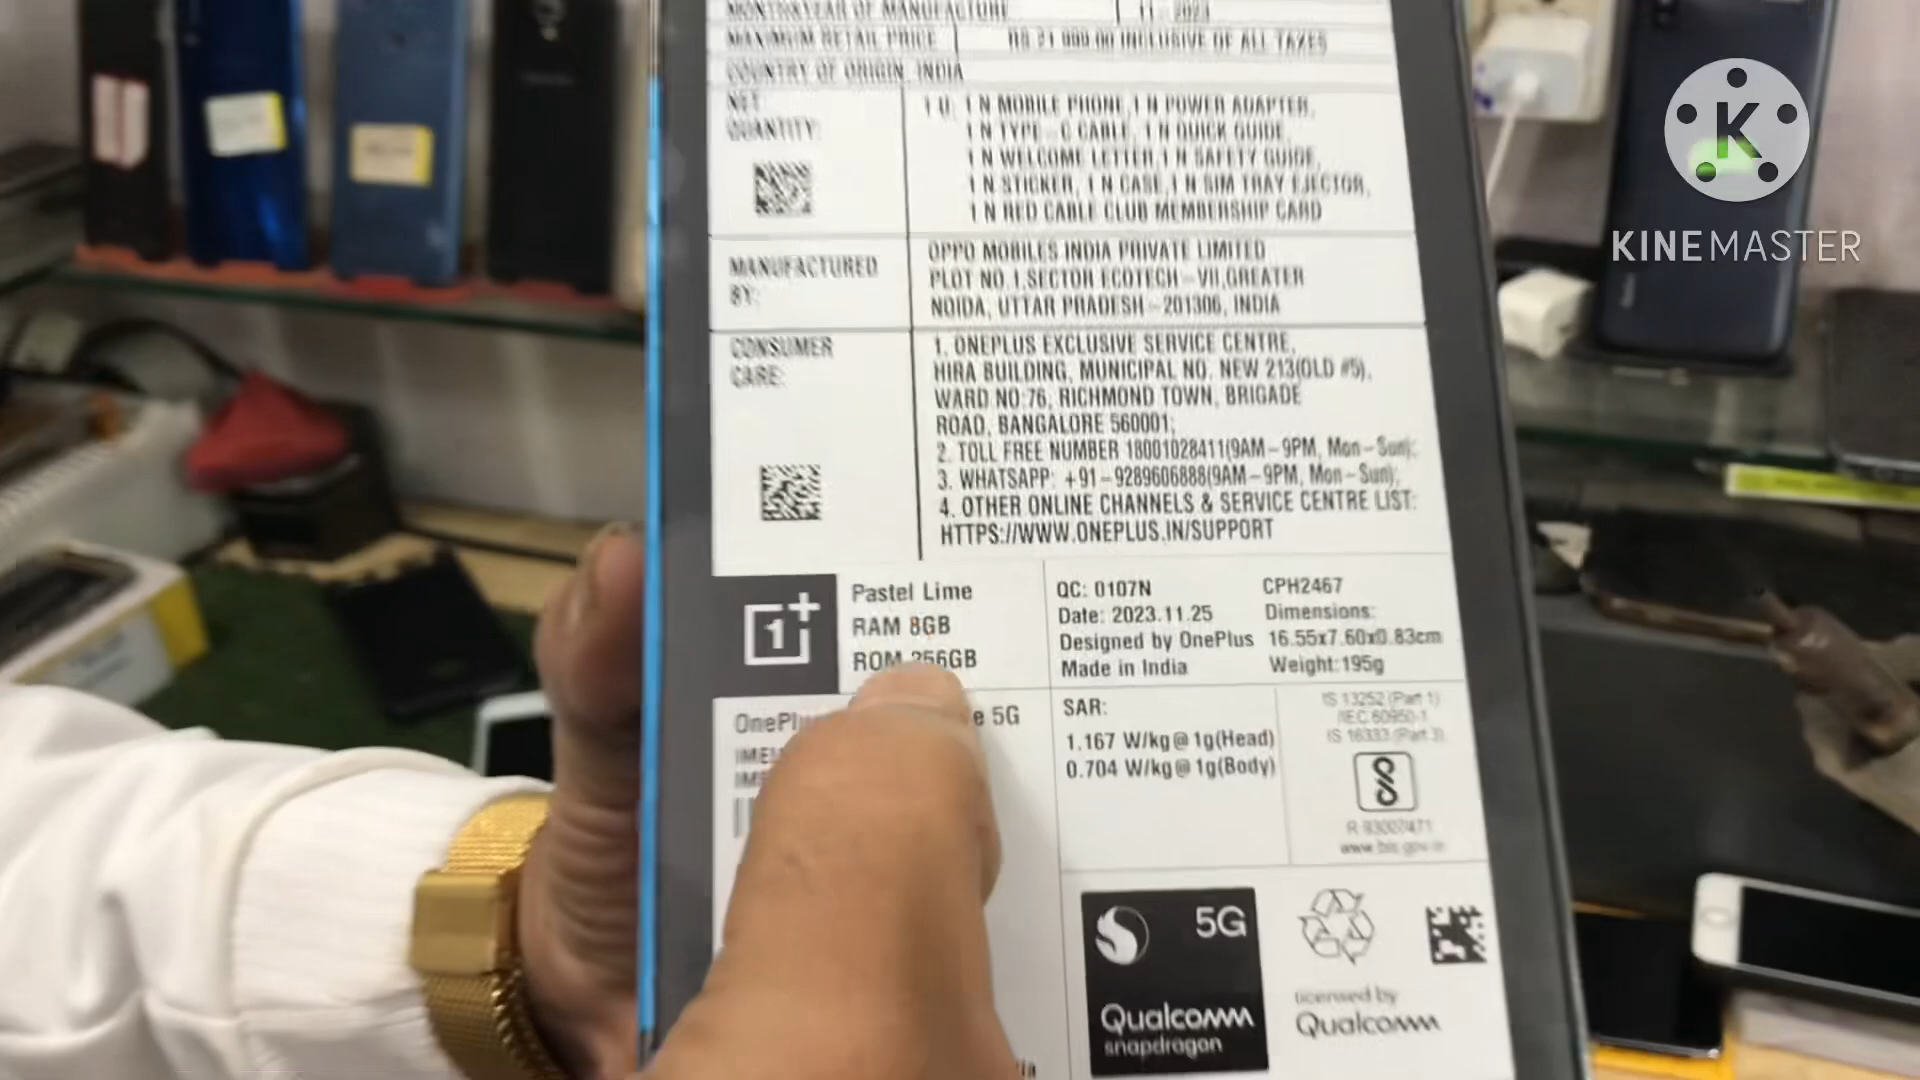 MONTH/YEAR OF MANUFACTURE 11-2023
MAXIMUM RETAIL PRICE RS 21 999.00 INCLUSIVE OF ALL TAXES
COUNTRY OF ORIGIN INDIA
NET QUANTITY:
1 U: 1 N MOBILE PHONE, 1 N POWER ADAPTER,
1 N TYPE-C CABLE, 1 N QUICK GUIDE,
1 N WELCOME LETTER, 1 N SAFETY GUIDE,
1 N STICKER, 1 N CASE, 1 N SIM TRAY EJECTOR,
1 N RED CABLE CLUB MEMBERSHIP CARD
MANUFACTURED BY:
OPPO MOBILES INDIA PRIVATE LIMITED
PLOT NO.1,SECTOR ECOTECH-VII,GREATER
NOIDA, UTTAR PRADESH-201306, INDIA
CONSUMER CARE:
1. ONEPLUS EXCLUSIVE SERVICE CENTRE,
HIRA BUILDING, MUNICIPAL NO. NEW 213(OLD #5),
WARD NO:76, RICHMOND TOWN, BRIGADE
ROAD, BANGALORE 560001;
2. TOLL FREE NUMBER 18001028411(9AM-9PM, Mon-Sun);
3. WHATSAPP: +91-9289606888(9AM-9PM, Mon-Sun);
4. OTHER ONLINE CHANNELS & SERVICE CENTRE LIST:
HTTPS://WWW.ONEPLUS.IN/SUPPORT
1+
Pastel Lime
RAM 8GB
ROM 256GB
QC: 0107N
Date: 2023.11.25
Designed by OnePlus
Made in India
CPH2467
Dimensions:
16.55x7.60x0.83cm
Weight:195g
5G
SAR:
1.167 W/kg@1g(Head)
0.704 W/kg@1g(Body)
IS 13252 (Part 1)
/IEC 60950-1
IS 16333 (Part 3)
R 93007471
www.bis.gov.in
5G
Qualcomm
snapdragon
licensed by
Qualcomm
K
KINEMASTER